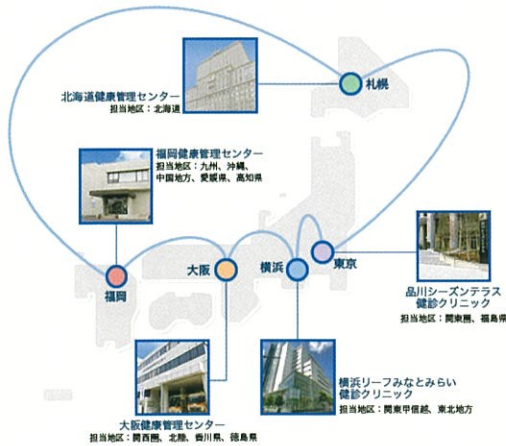 北海道健康管理センター
担当地区：北海道
札幌
福岡健康管理センター
担当地区：九州、沖縄、
中国地方、愛媛県、高知県
福岡
大阪
横浜
東京
品川シーズンテラス
健診クリニック
担当地区：関東圏、福島県
横浜リーフみなとみらい
健診クリニック
担当地区：関東甲信越、東北地方
大阪健康管理センター
担当地区：関西圏、北陸、香川県、徳島県